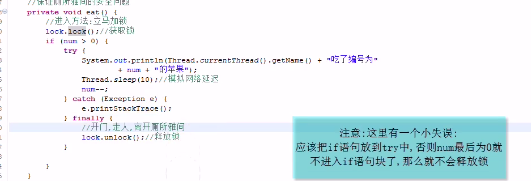 private void eat() {
//进入方法:立马加锁
lock.lock();//获取锁
if (num > 0) {
try {
System.out.println(Thread.currentThread().getName() + "吃了编号为"
+ num + "的苹果");
Thread.sleep(10);//模拟网络延迟
num--;
} catch (Exception e) {
e.printStackTrace();
} finally {
//开门,走人,离开厕所雅间
lock.unlock();//释放锁
}
}
}
注意:这里有一个小失误:
应该把if语句放到try中,否则num最后为0就
不进入if语句块了,那么就不会释放锁